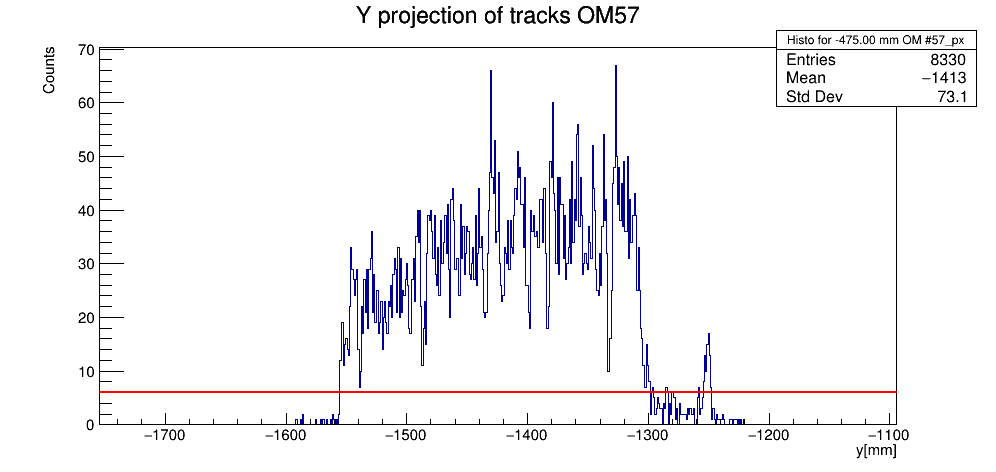 Y projection of tracks OM57
Histo for -475.00 mm OM #57_px
Entries 8330
Mean −1413
Std Dev 73.1
Counts
70
60
50
40
30
20
10
0
−1700 −1600 −1500 −1400 −1300 −1200 −1100
y[mm]